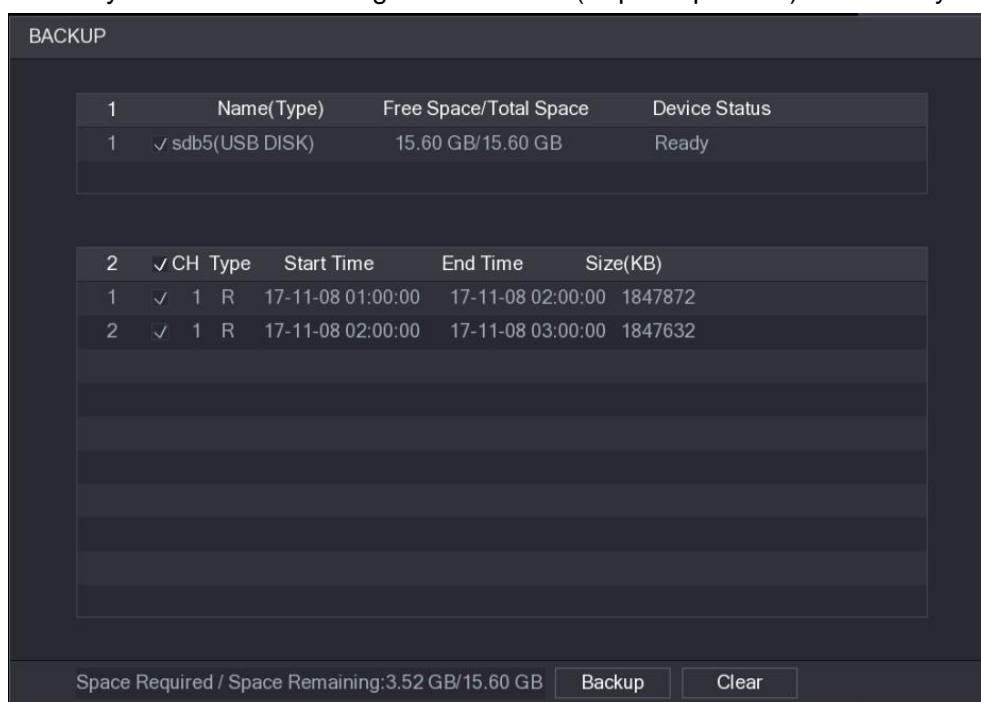 BACKUP
1 Name(Type) Free Space/Total Space Device Status
1 ✓ sdb5(USB DISK) 15.60 GB/15.60 GB Ready
2 ✓ CH Type Start Time End Time Size(KB)
1 ✓ 1 R 17-11-08 01:00:00 17-11-08 02:00:00 1847872
2 ✓ 1 R 17-11-08 02:00:00 17-11-08 03:00:00 1847632
Space Required / Space Remaining:3.52 GB/15.60 GB Backup Clear